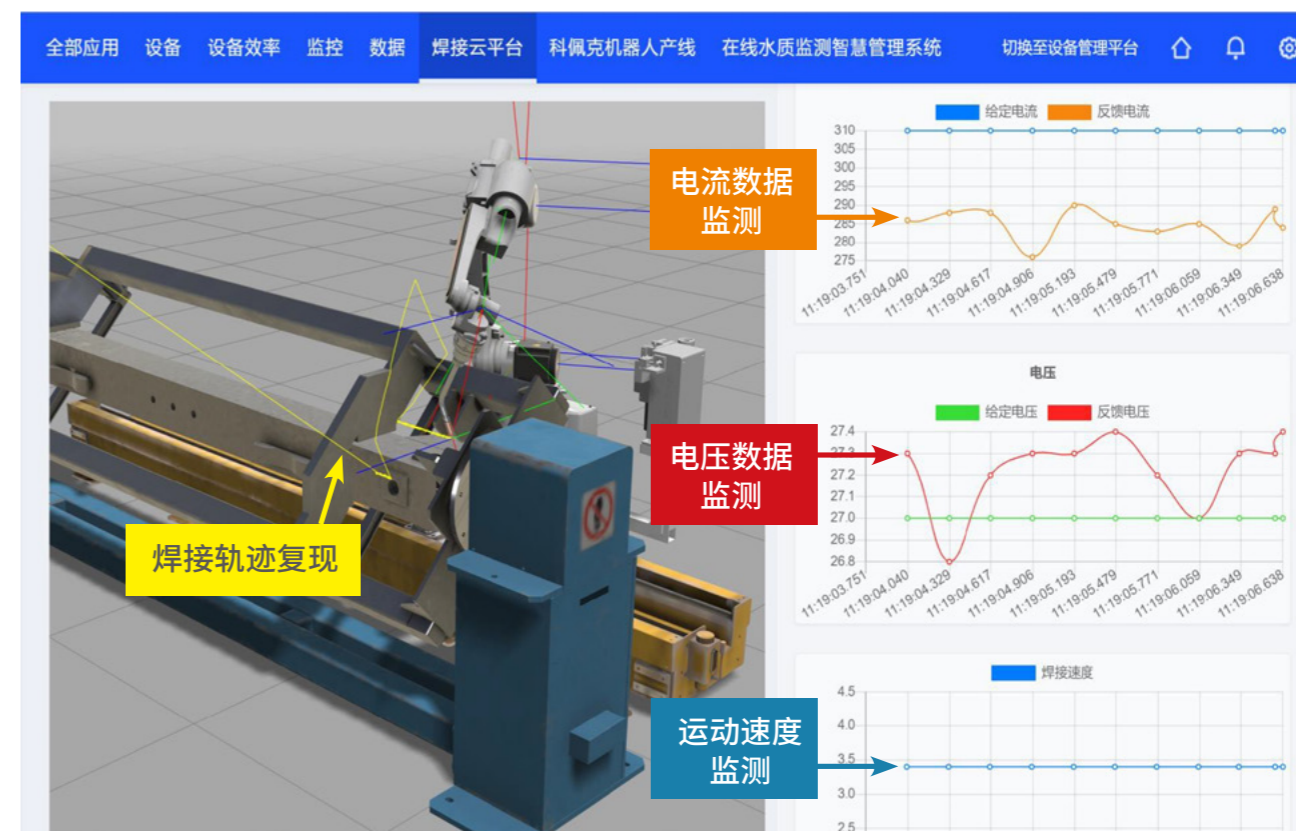 全部应用 设备 设备效率 监控 数据 焊接云平台 科佩克机器人产线 在线水质监测智慧管理系统 切换至设备管理平台
焊接轨迹复现
电流数据
监测
给定电流 反馈电流
310
305
300
295
290
285
280
275
11:19:03.751 11:19:04.040 11:19:04.329 11:19:04.617 11:19:04.906 11:19:05.193 11:19:05.479 11:19:05.771 11:19:06.059 11:19:06.349 11:19:06.638
电压数据
监测
电压
给定电压 反馈电压
27.4
27.3
27.2
27.1
27.0
26.9
26.8
11:19:03.751 11:19:04.040 11:19:04.329 11:19:04.617 11:19:04.906 11:19:05.193 11:19:05.479 11:19:05.771 11:19:06.059 11:19:06.349 11:19:06.638
运动速度
监测
焊接速度
4.5
4.0
3.5
3.0
2.5